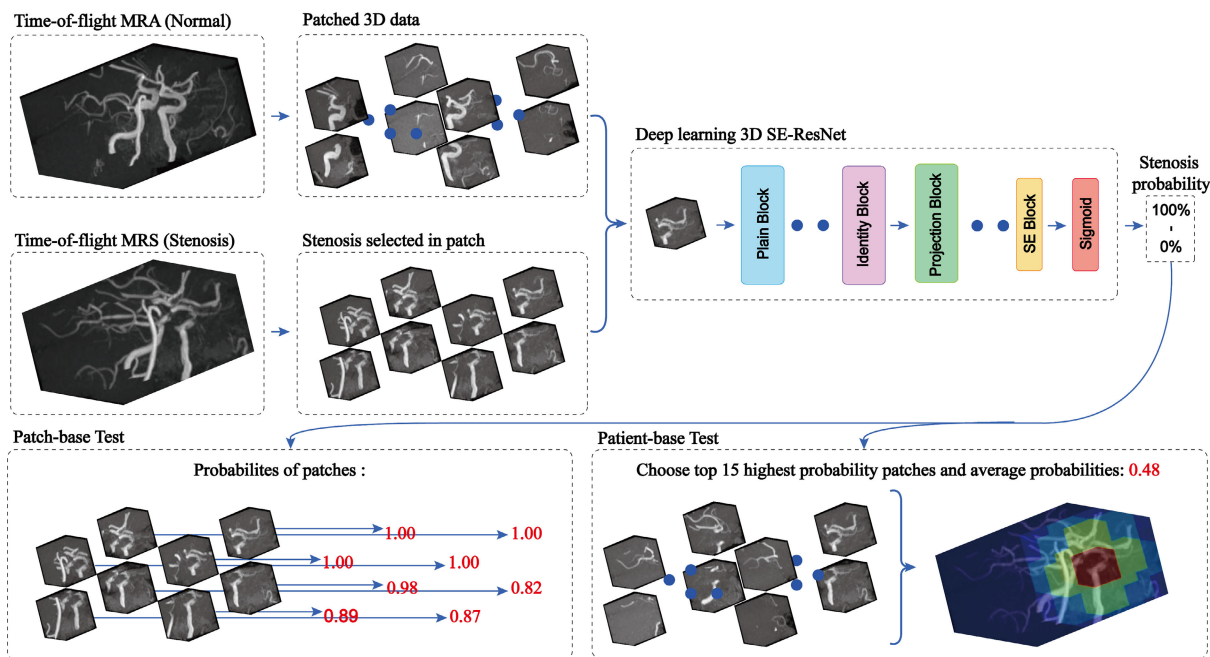 Time-of-flight MRA (Normal)
Patched 3D data
Deep learning 3D SE-ResNet
Stenosis
probability
Plain Block
Identity Block
Projection Block
SE Block
Sigmoid
100%
-
0%
Time-of-flight MRS (Stenosis)
Stenosis selected in patch
Patch-base Test
Probabilites of patches :
1.00
1.00
1.00
1.00
0.98
0.82
0.89
0.87
Patient-base Test
Choose top 15 highest probability patches and average probabilities: 0.48